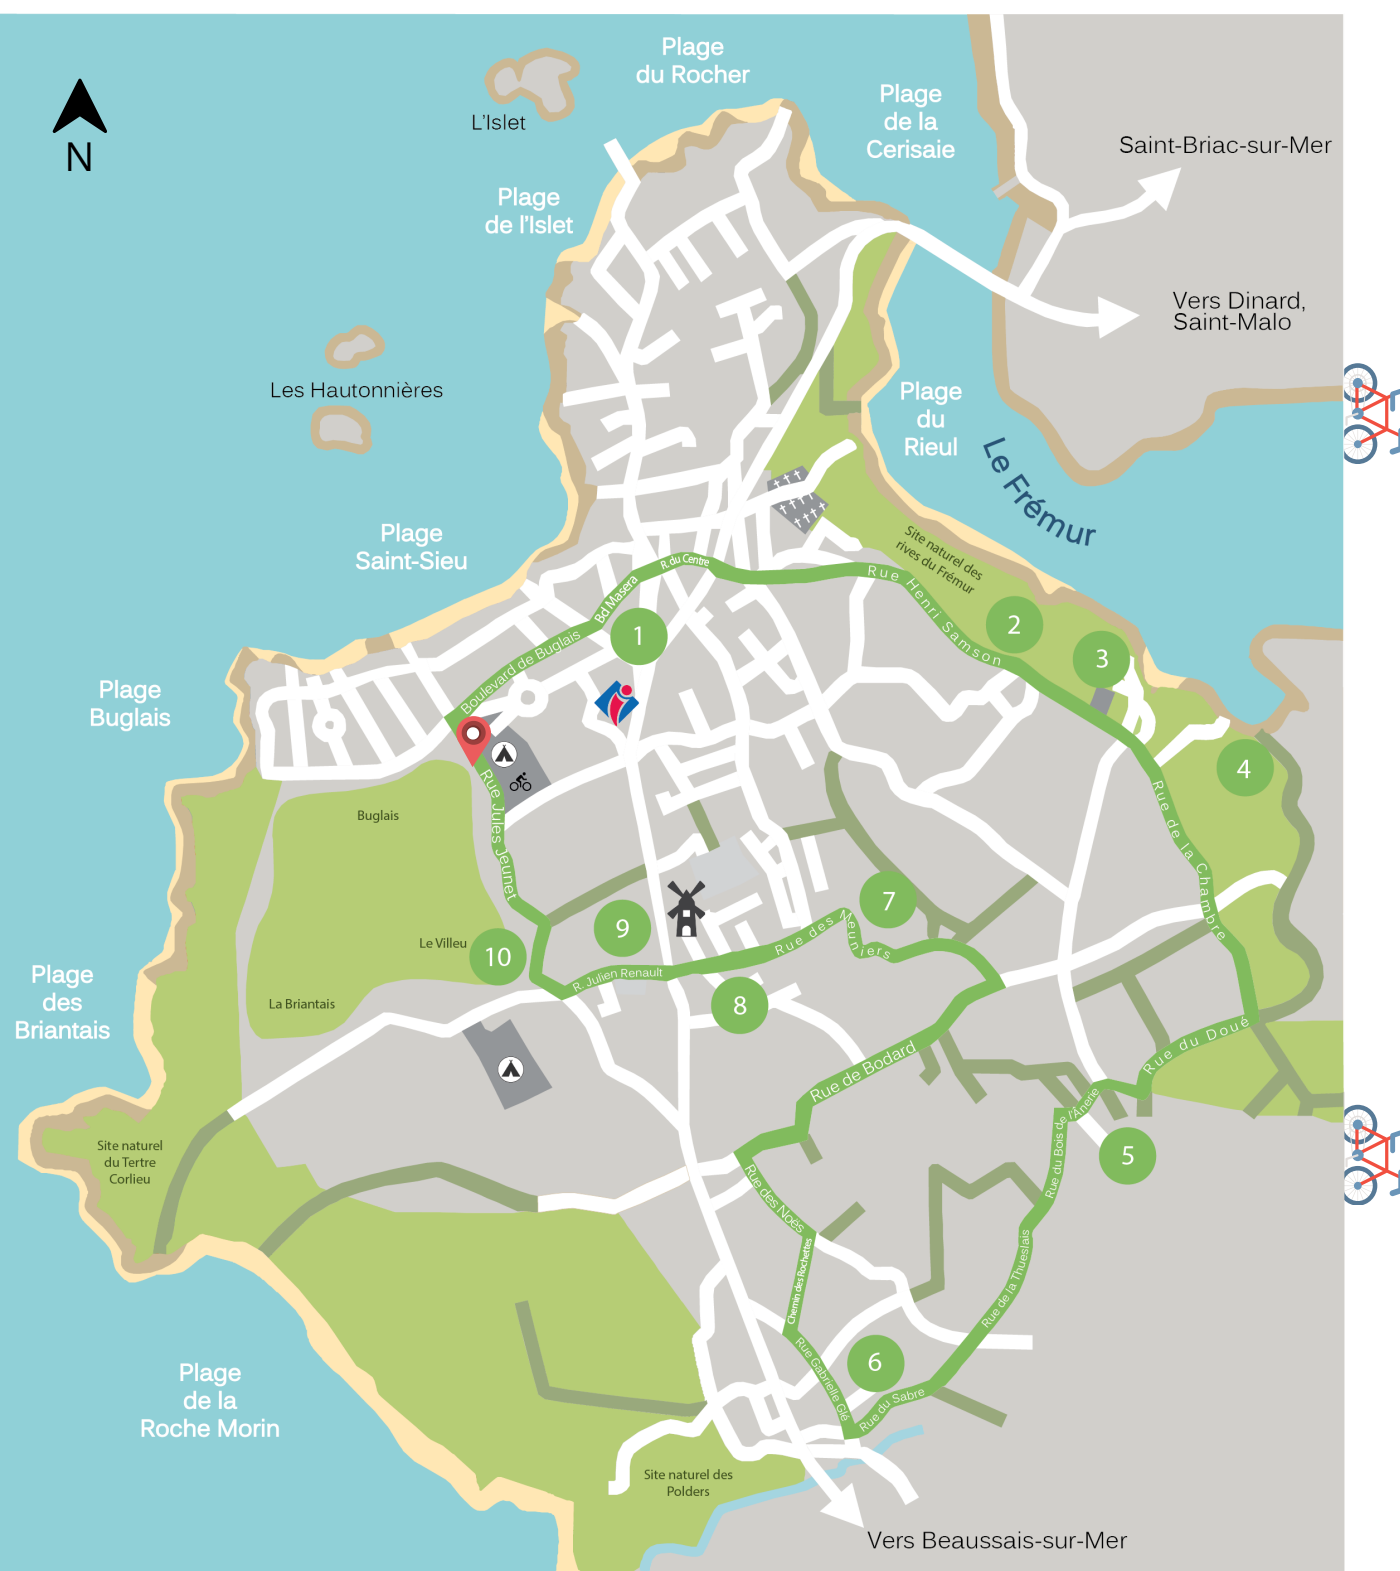 Plage
du Rocher
Plage
de la
Cerisaie
L'Islet
N
Saint-Briac-sur-Mer
Plage
de l'Islet
Vers Dinard,
Saint-Malo
Les Hautonnières
Plage
du
Rieul
Le Frémur
Plage
Saint-Sieu
Site naturel des
rives du Frémur
R. du Centre
Bd Masera
Rue Henri Samson
Boulevard de Buglais
1
2
3
4
Plage
Buglais
Rue Jules Jeunet
Buglais
Rue de la Chambre
Le Villeu
10
9
7
Rue des Meuniers
R. Julien Renault
8
La Briantais
Plage
des
Briantais
Rue du Doué
Rue de Bodard
Rue du Bois de l'Ânerie
5
Site naturel
du Tertre
Corlieu
Rue des Noës
Chemin des Rochettes
Rue de la Thueslais
Rue Gabrielle Glé
6
Rue du Sabre
Plage
de la
Roche Morin
Site naturel des
Polders
Vers Beaussais-sur-Mer